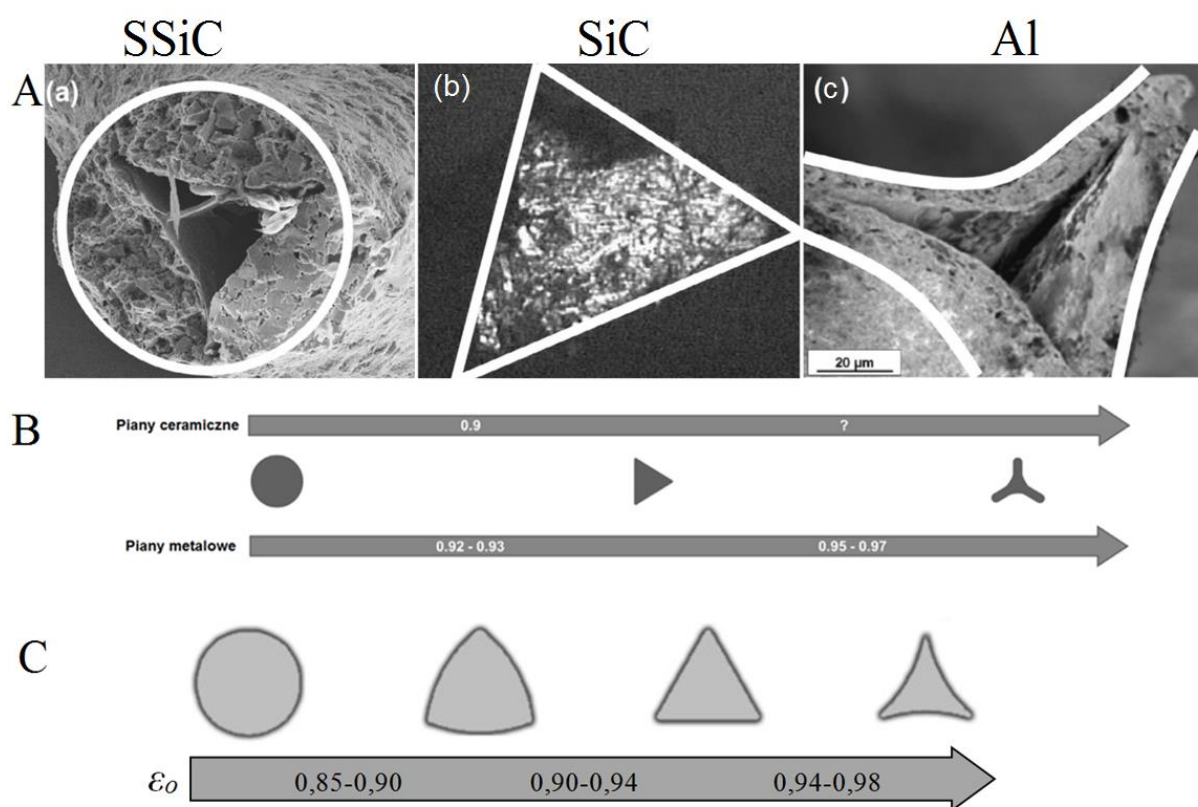 SSiC SiC Al
A (a) (b) (c)
20 µm
B
Piany ceramiczne 0.9 ?
Piany metalowe 0.92 - 0.93 0.95 - 0.97
C
εo 0,85-0,90 0,90-0,94 0,94-0,98